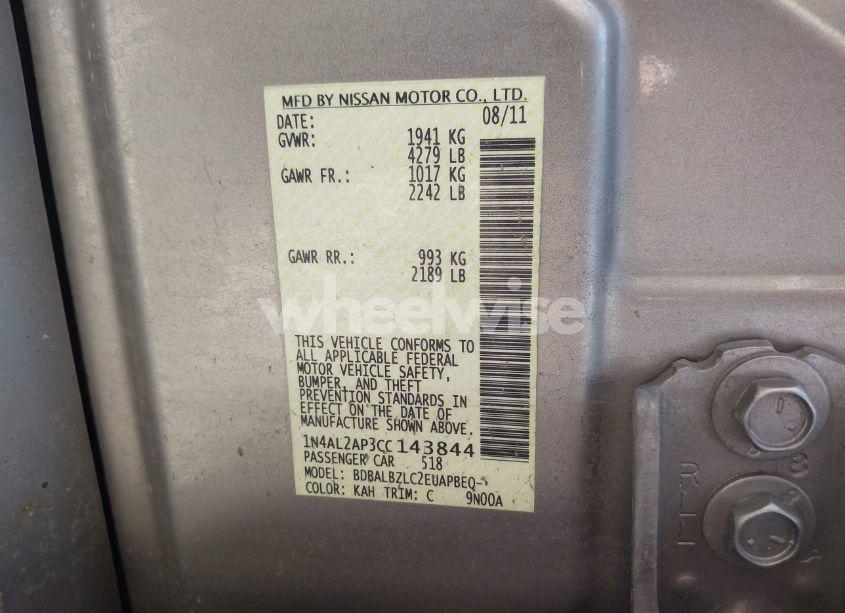 MFD BY NISSAN MOTOR CO., LTD.
DATE: 08/11
GVWR: 1941 KG
4279 LB
GAWR FR.: 1017 KG
2242 LB
GAWR RR.: 993 KG
2189 LB
wheelwise
THIS VEHICLE CONFORMS TO
ALL APPLICABLE FEDERAL
MOTOR VEHICLE SAFETY,
BUMPER, AND THEFT
PREVENTION STANDARDS IN
EFFECT ON THE DATE OF
MANUFACTURE SHOWN ABOVE.
1N4AL2AP3CC143844
PASSENGER CAR 518
MODEL: BDBALBZLC2EUAPBEQ-
COLOR: KAH TRIM: C 9N00A